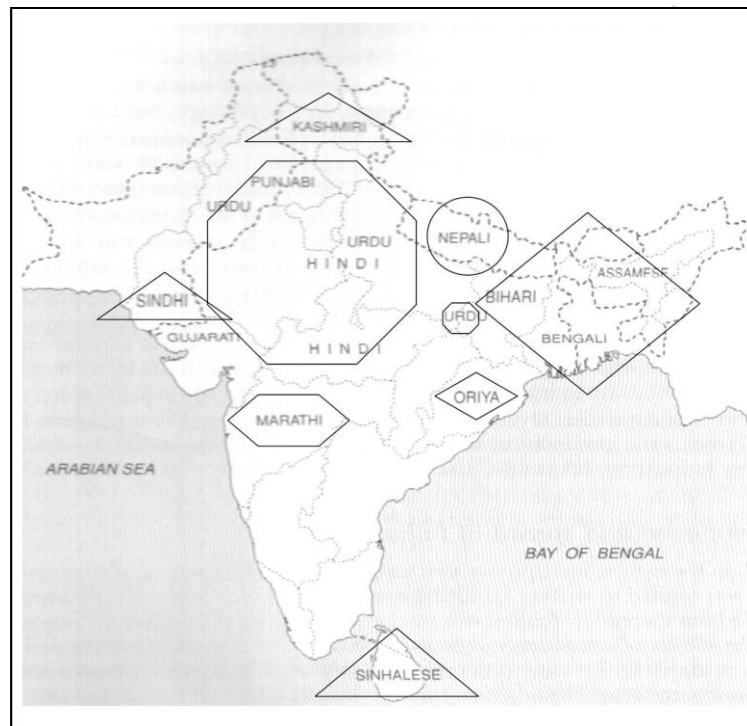 KASHMIRI
PUNJABI
URDU
URDU
HINDI
NEPALI
ASSAMESE
SINDHI
BIHARI
URDU
GUJARATI
HINDI
BENGALI
ORIYA
MARATHI
ARABIAN SEA
BAY OF BENGAL
SINHALESE